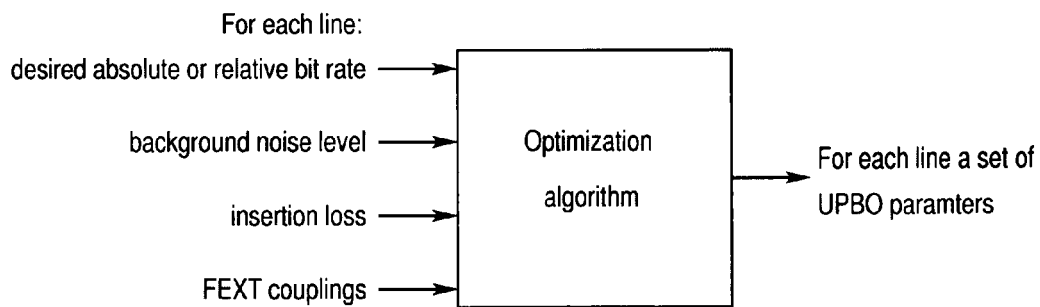 For each line:
desired absolute or relative bit rate
background noise level
insertion loss
FEXT couplings
Optimization
algorithm
For each line a set of
UPBO paramters